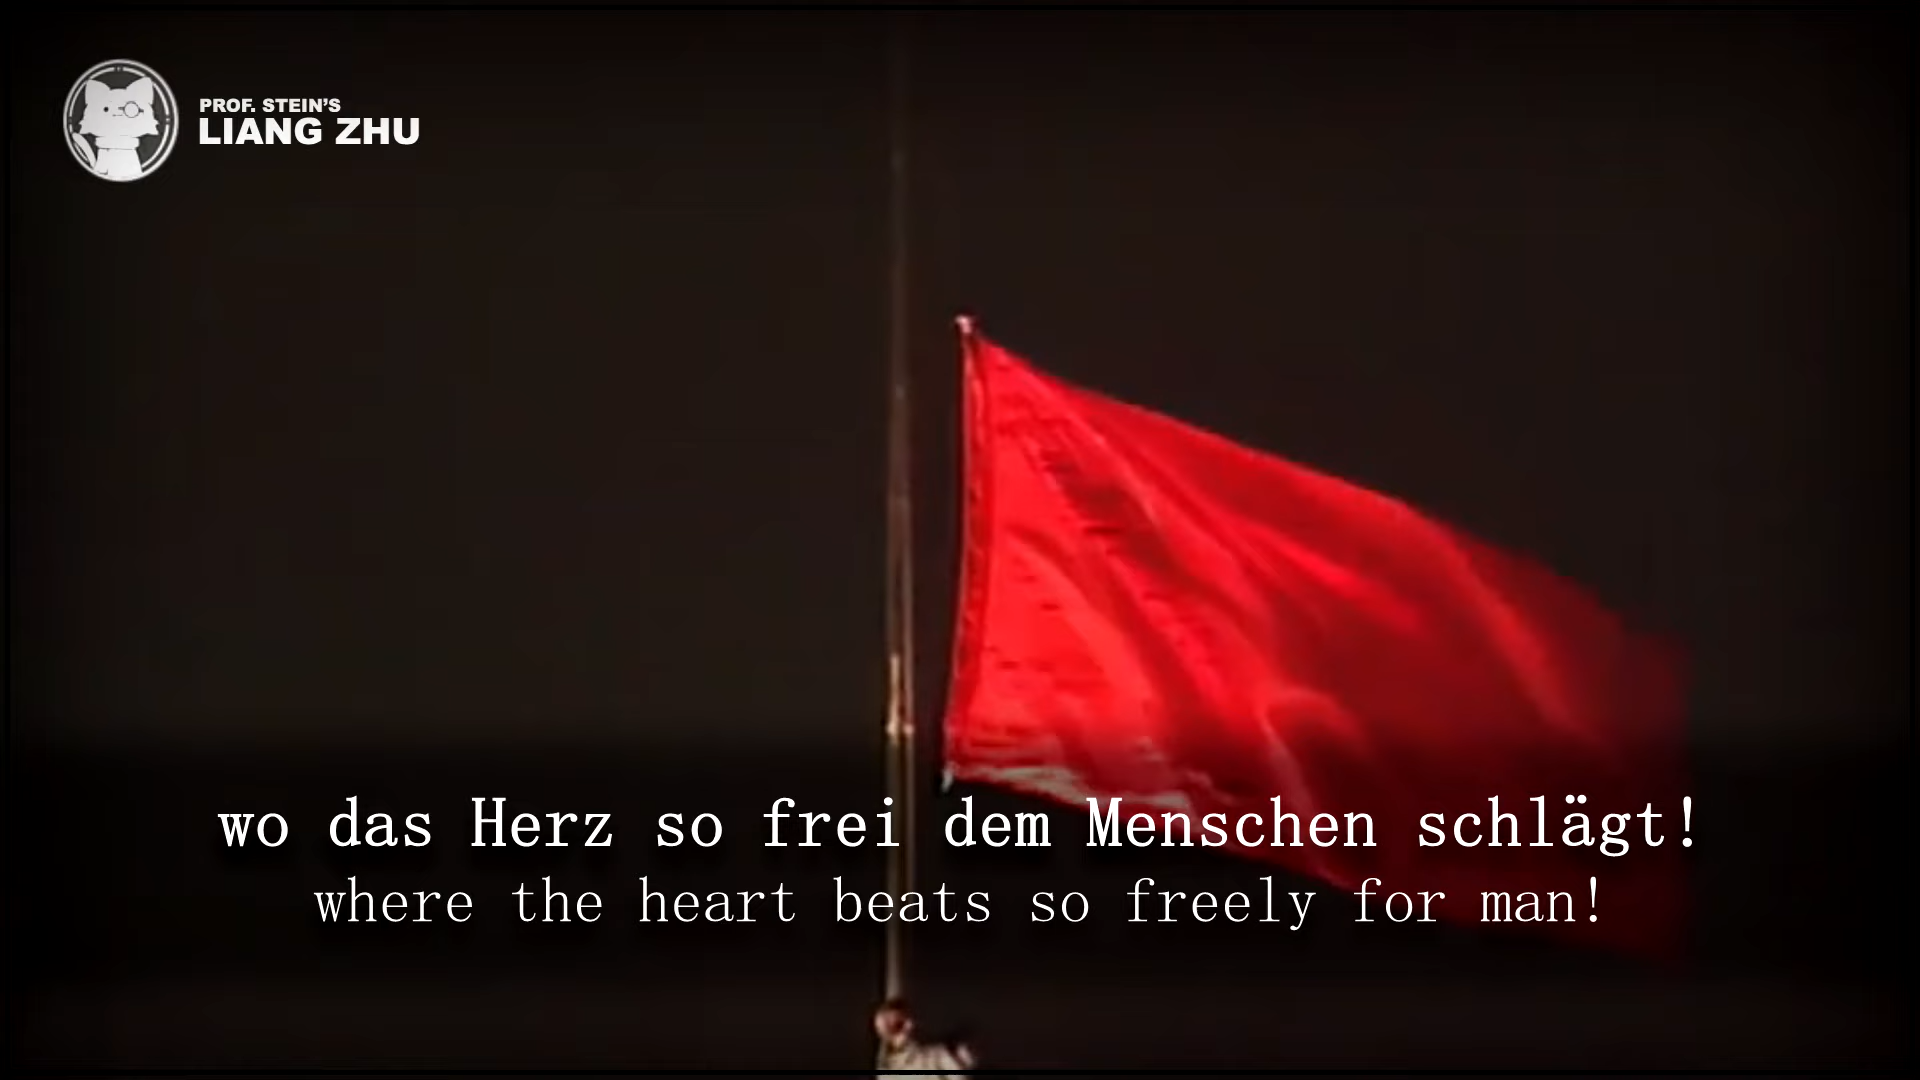 PROF. STEIN'S
LIANG ZHU
wo das Herz so frei dem Menschen schlägt!
where the heart beats so freely for man!